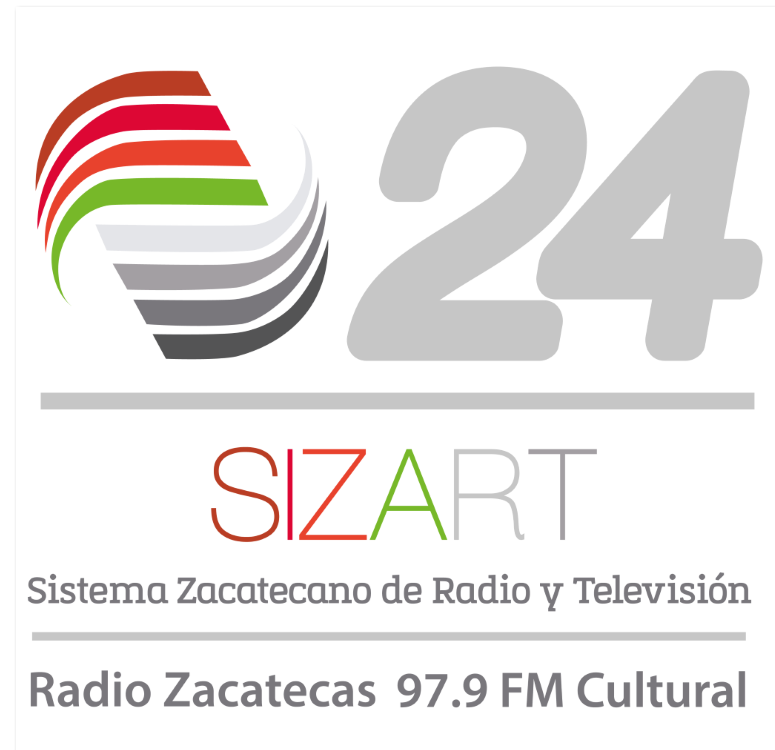 24
SIZART
Sistema Zacatecano de Radio y Televisión
Radio Zacatecas 97.9 FM Cultural